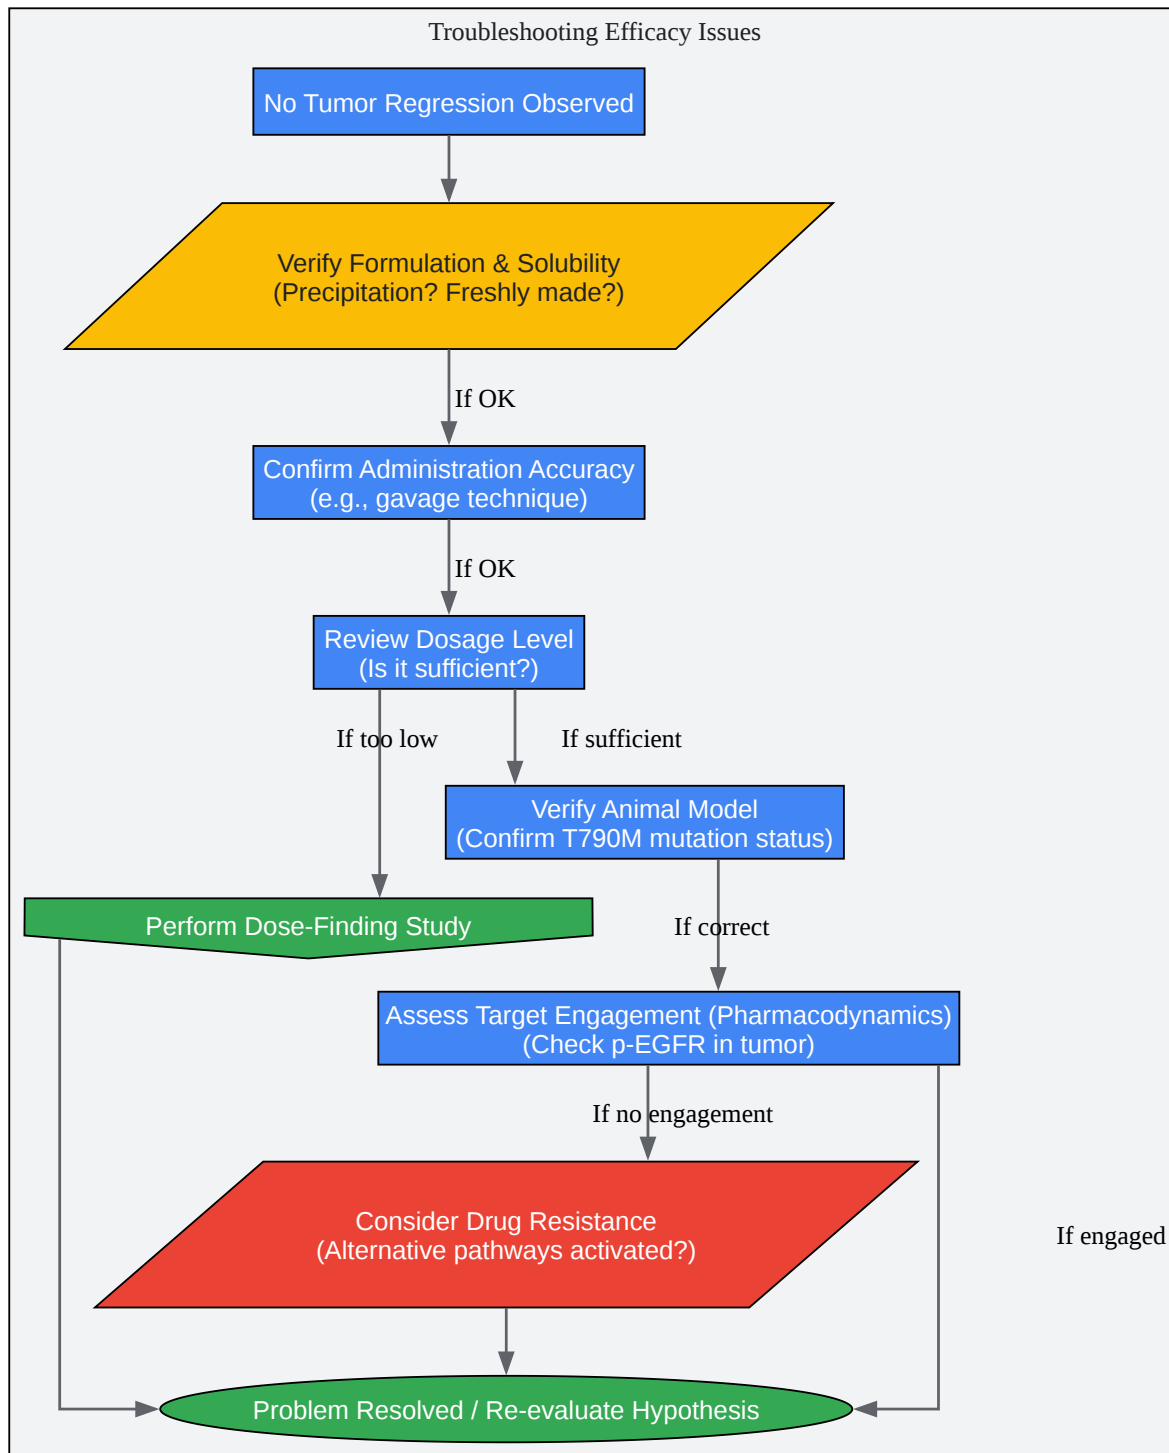 Troubleshooting Efficacy Issues
No Tumor Regression Observed
Verify Formulation & Solubility
(Precipitation? Freshly made?)
If OK
Confirm Administration Accuracy
(e.g., gavage technique)
If OK
Review Dosage Level
(Is it sufficient?)
If too low
If sufficient
Verify Animal Model
(Confirm T790M mutation status)
Perform Dose-Finding Study
If correct
Assess Target Engagement (Pharmacodynamics)
(Check p-EGFR in tumor)
If no engagement
Consider Drug Resistance
(Alternative pathways activated?)
If engaged
Problem Resolved / Re-evaluate Hypothesis